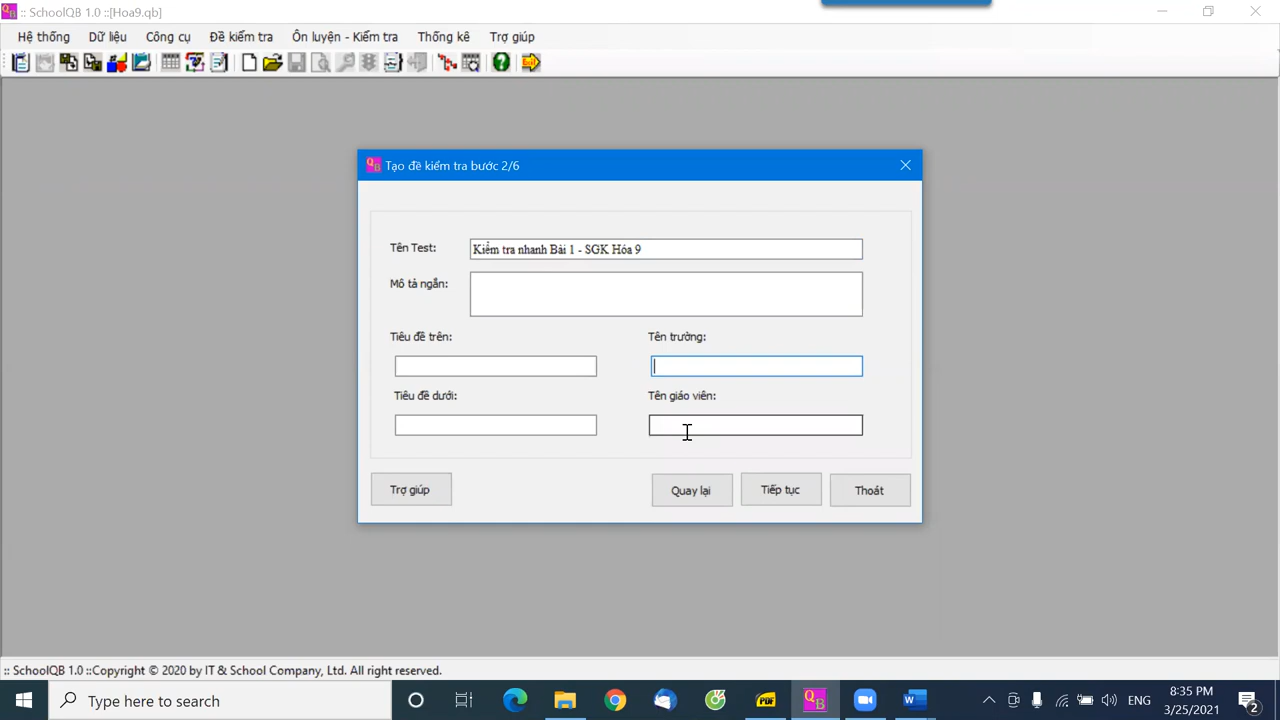 :: SchoolQB 1.0 ::[Hoa9.qb]
Hệ thống Dữ liệu Công cụ Đề kiểm tra Ôn luyện - Kiểm tra Thống kê Trợ giúp
Tạo đề kiểm tra bước 2/6
Tên Test: Kiểm tra nhanh Bài 1 - SGK Hóa 9
Mô tả ngắn:
Tiêu đề trên: Tên trường:
Tiêu đề dưới: Tên giáo viên:
Trợ giúp Quay lại Tiếp tục Thoát
:: SchoolQB 1.0 ::Copyright © 2020 by IT & School Company, Ltd. All right reserved.
Type here to search
ENG
8:35 PM
3/25/2021
2